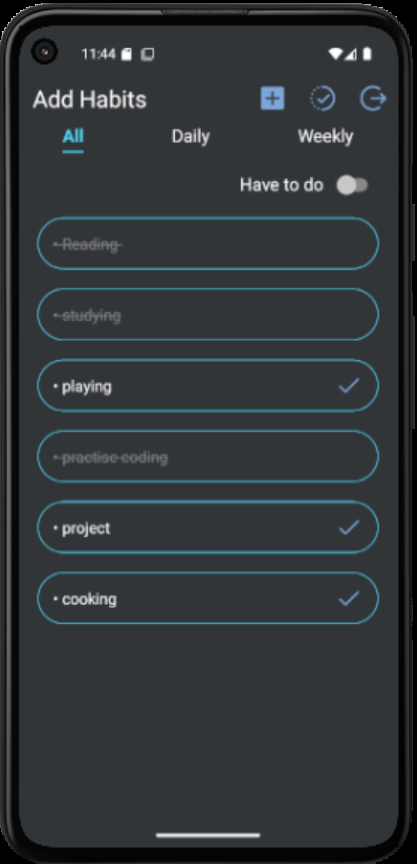 11:44
Add Habits
All Daily Weekly
Have to do
• Reading
• studying
• playing
• practise coding
• project
• cooking